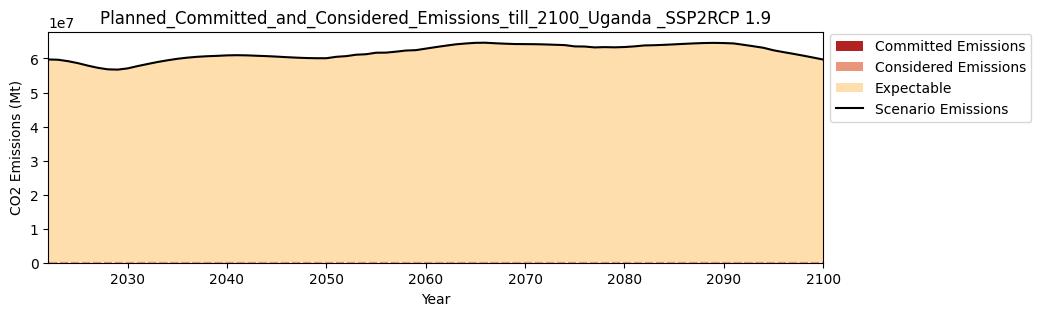 Planned_Committed_and_Considered_Emissions_till_2100_Uganda _SSP2RCP 1.9
1e7
CO2 Emissions (Mt)
6
5
4
3
2
1
0
2030 2040 2050 2060 2070 2080 2090 2100
Year
Committed Emissions
Considered Emissions
Expectable
Scenario Emissions